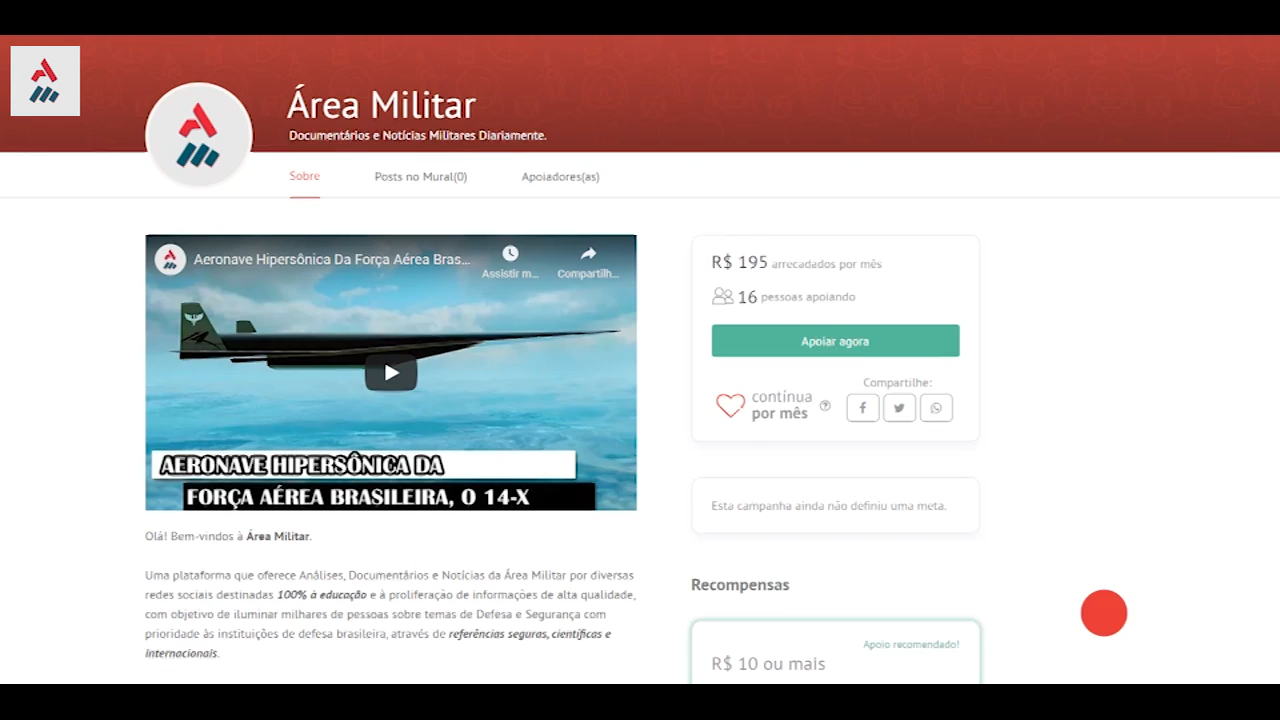 Área Militar
Documentários e Notícias Militares Diariamente.
Sobre
Posts no Mural(0)
Apoiadores(as)
Aeronave Hipersônica Da Força Aérea Bras...
Assistir m...
Compartilh...
AERONAVE HIPERSÔNICA DA
FORÇA AÉREA BRASILEIRA, O 14-X
Olá! Bem-vindos à Área Militar.
Uma plataforma que oferece Análises, Documentários e Notícias da Área Militar por diversas
redes sociais destinadas 100% à educação e à proliferação de informações de alta qualidade,
com objetivo de iluminar milhares de pessoas sobre temas de Defesa e Segurança com
prioridade às instituições de defesa brasileira, através de referências seguras, científicas e
internacionais.
R$ 195 arrecadados por mês
16 pessoas apoiando
Apoiar agora
contínua
por mês
Compartilhe:
Esta campanha ainda não definiu uma meta.
Recompensas
Apoio recomendado!
R$ 10 ou mais